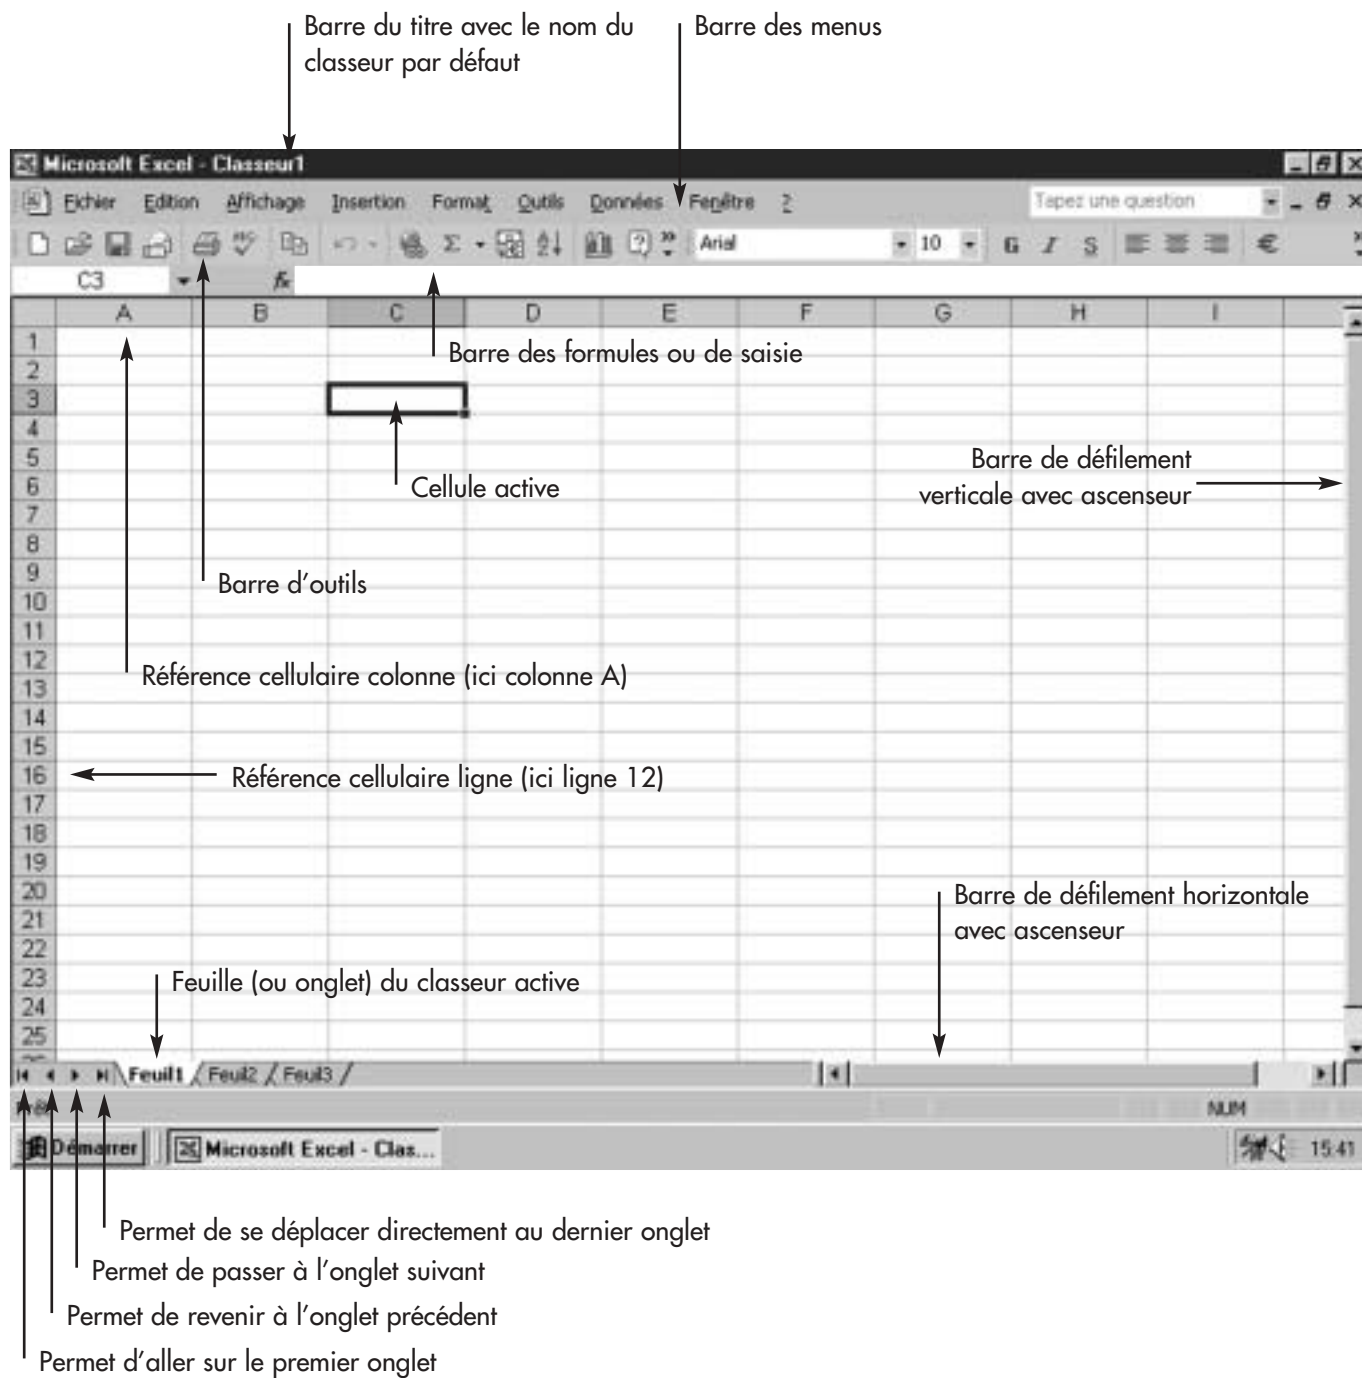 Barre du titre avec le nom du
classeur par défaut
Barre des menus
Microsoft Excel - Classeur1
Fichier Edition Affichage Insertion Format Outils Données Fenêtre ?
Tapez une question
Arial
10
G I S
€
C3
fx
A B C D E F G H I
1
Barre des formules ou de saisie
2
3
4
5
Barre de défilement
verticale avec ascenseur
6
Cellule active
7
8
9
Barre d'outils
10
11
12
Référence cellulaire colonne (ici colonne A)
13
14
15
16
Référence cellulaire ligne (ici ligne 12)
17
18
19
20
Barre de défilement horizontale
avec ascenseur
21
22
23
Feuille (ou onglet) du classeur active
24
25
Feuil1 Feuil2 Feuil3
NUM
Démarrer
Microsoft Excel - Clas...
15:41
Permet de se déplacer directement au dernier onglet
Permet de passer à l'onglet suivant
Permet de revenir à l'onglet précédent
Permet d'aller sur le premier onglet